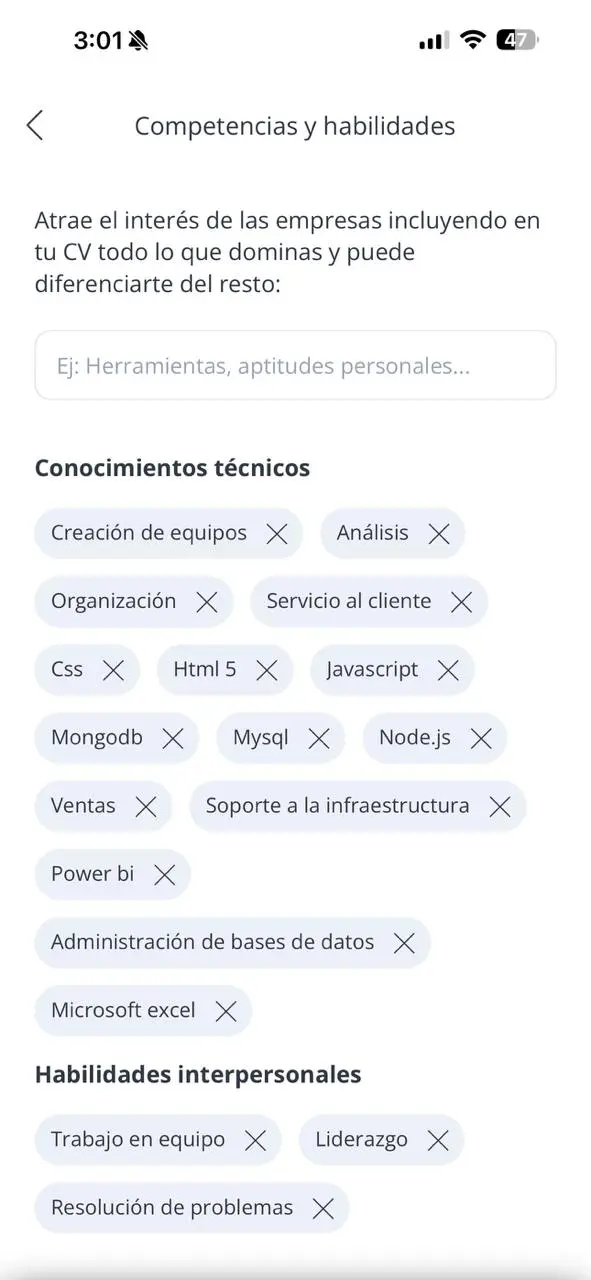 3:01
47
Competencias y habilidades
Atrae el interés de las empresas incluyendo en
tu CV todo lo que dominas y puede
diferenciarte del resto:
Ej: Herramientas, aptitudes personales...
Conocimientos técnicos
Creación de equipos Análisis
Organización Servicio al cliente
Css Html 5 Javascript
Mongodb Mysql Node.js
Ventas Soporte a la infraestructura
Power bi
Administración de bases de datos
Microsoft excel
Habilidades interpersonales
Trabajo en equipo Liderazgo
Resolución de problemas